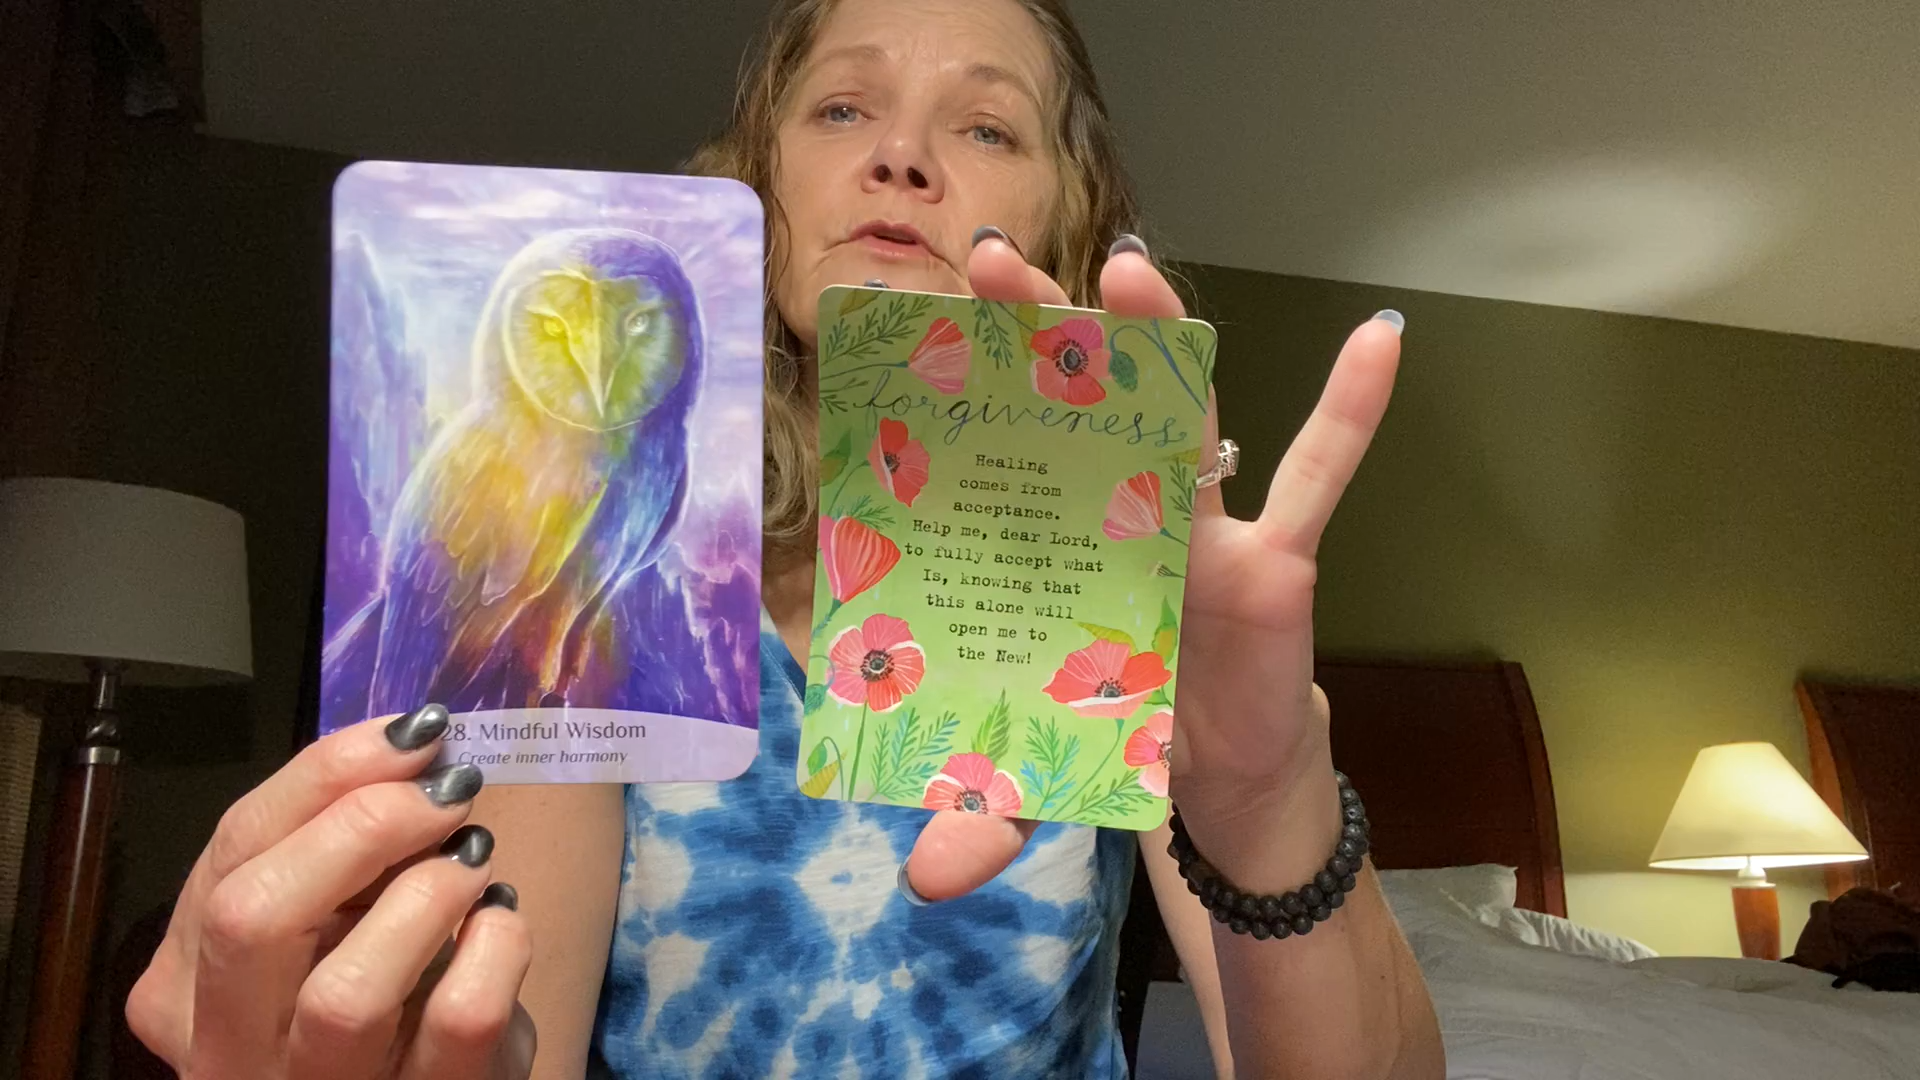 28. Mindful Wisdom
Create inner harmony
forgiveness
Healing
comes from
acceptance.
Help me, dear Lord,
to fully accept what
Is, knowing that
this alone will
open me to
the New!